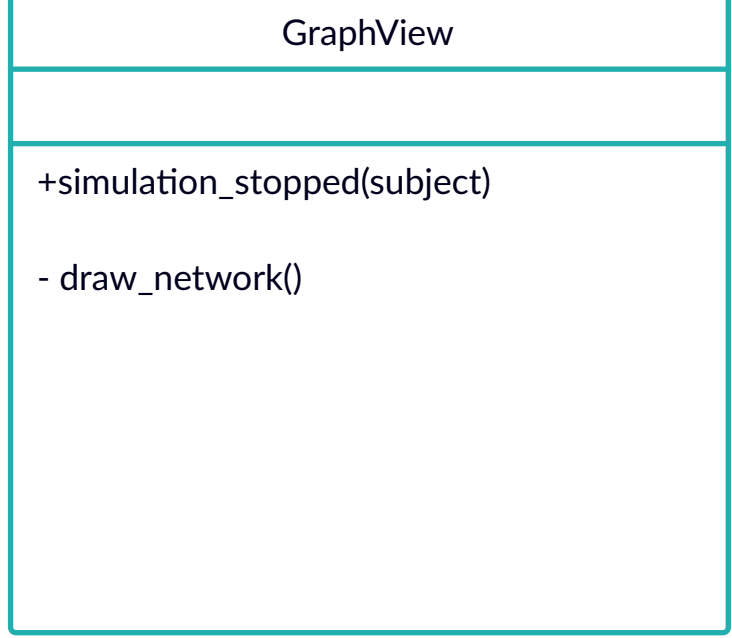 GraphView
+simulation_stopped(subject)
- draw_network()